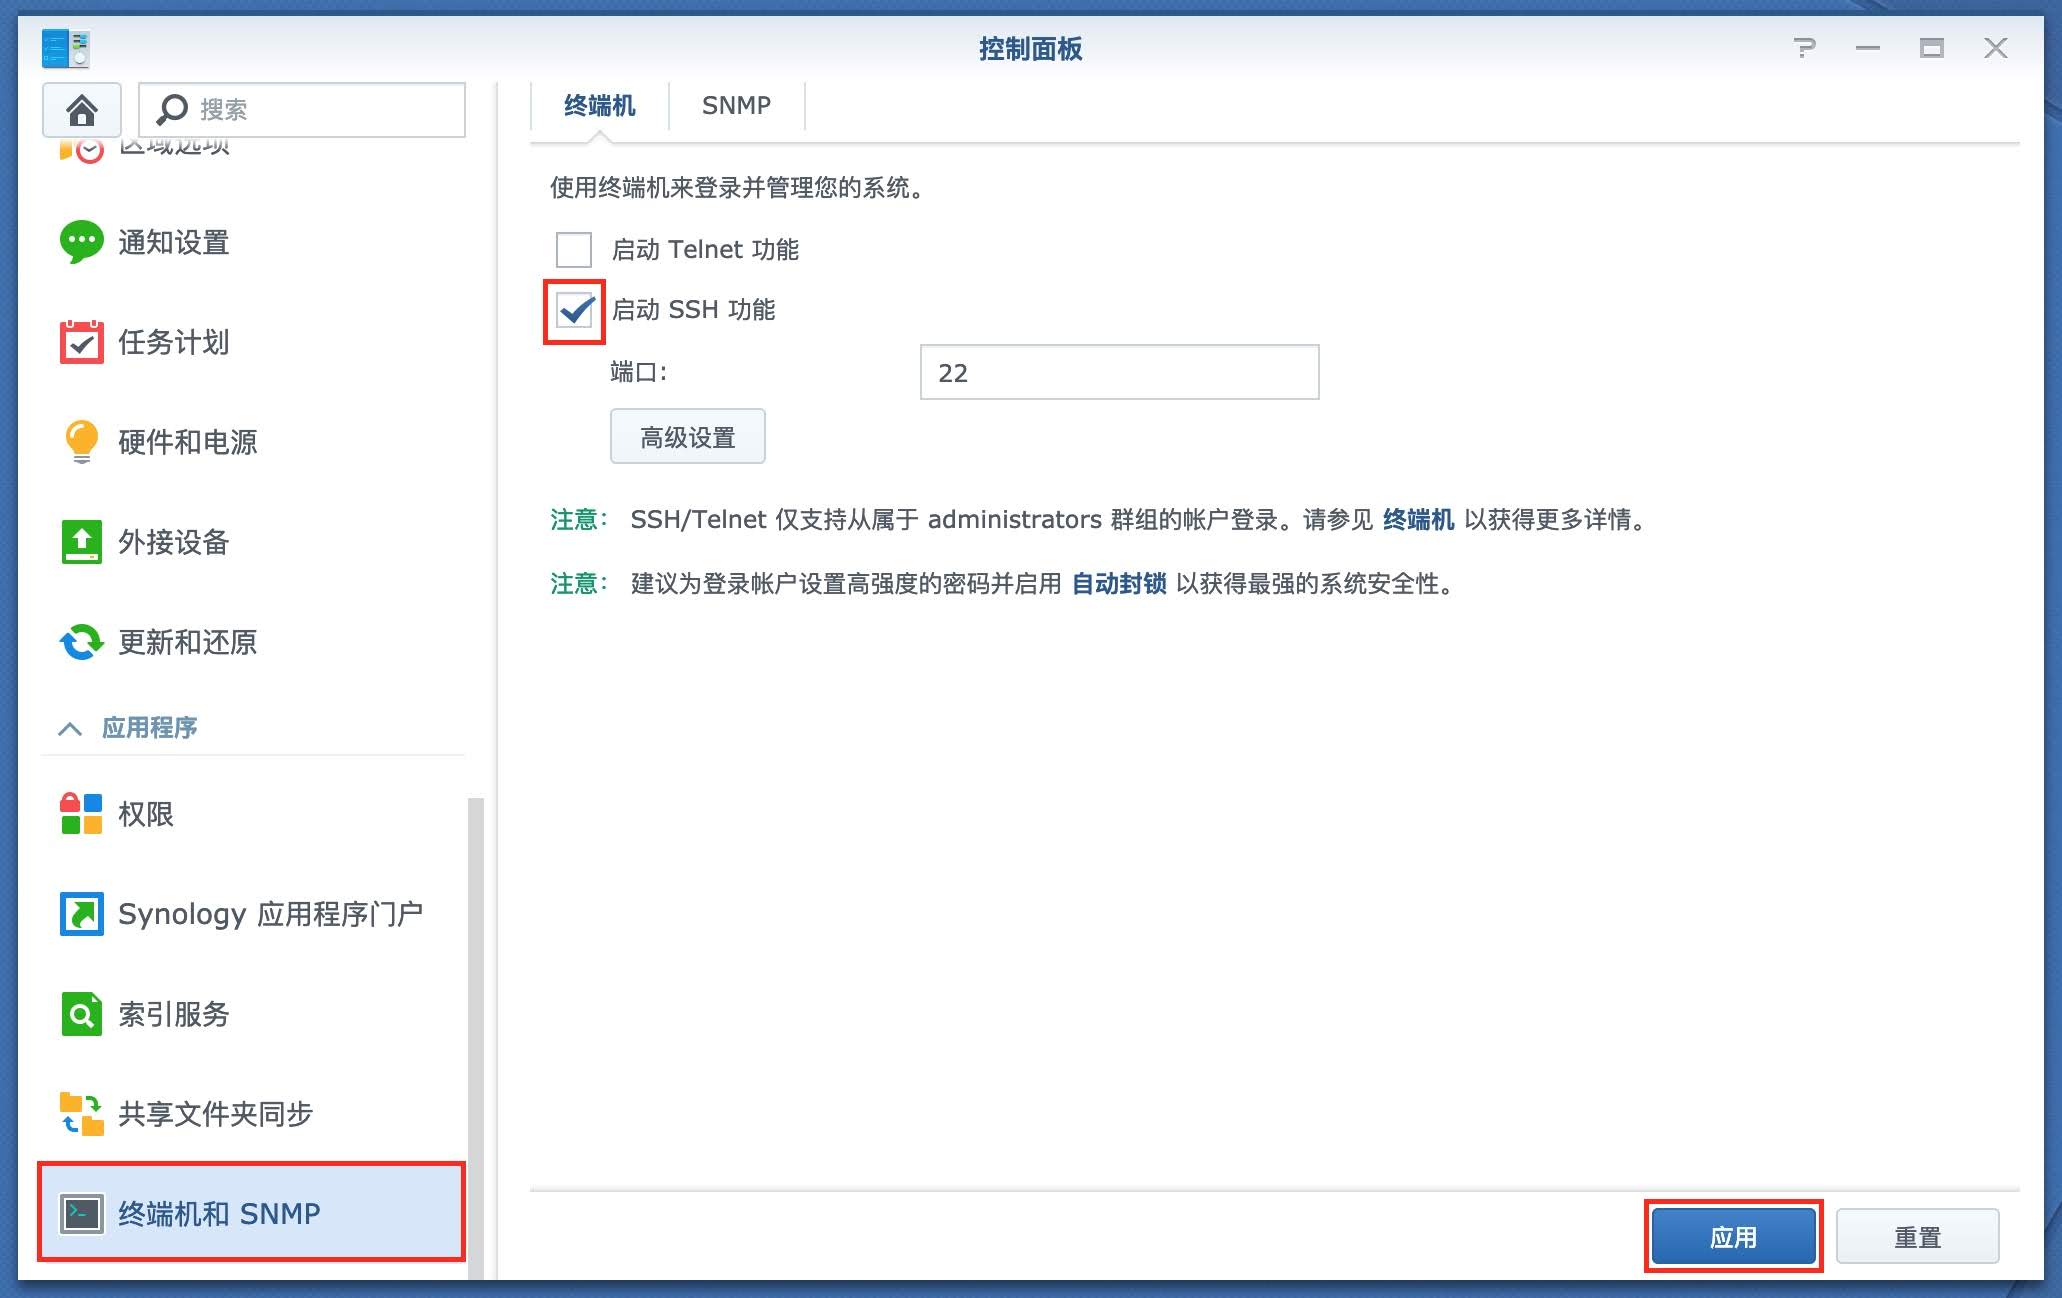 控制面板
搜索
区域选项
通知设置
任务计划
硬件和电源
外接设备
更新和还原
应用程序
权限
Synology 应用程序门户
索引服务
共享文件夹同步
终端机和 SNMP
终端机
SNMP
使用终端机来登录并管理您的系统。
启动 Telnet 功能
启动 SSH 功能
端口:
22
高级设置
注意： SSH/Telnet 仅支持从属于 administrators 群组的帐户登录。请参见 终端机 以获得更多详情。
注意： 建议为登录帐户设置高强度的密码并启用 自动封锁 以获得最强的系统安全性。
应用
重置